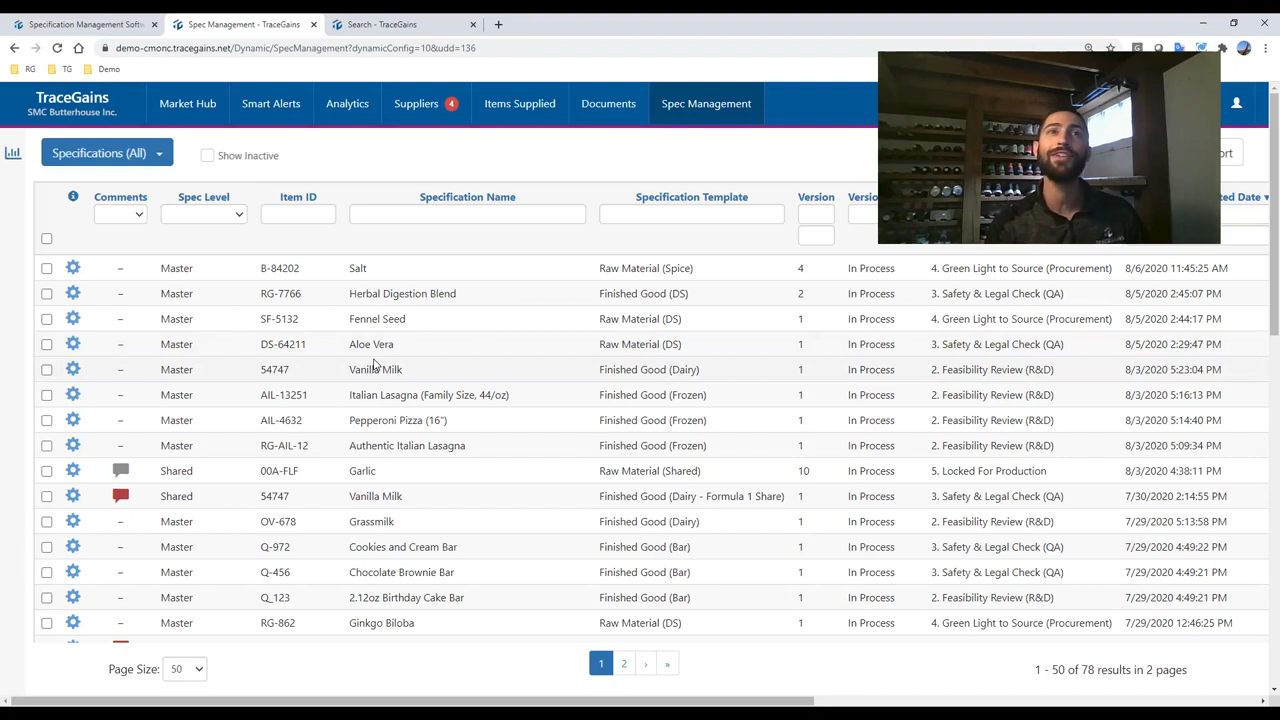 Specification Management Softw
Spec Management - TraceGains
Search - TraceGains
demo-cmonc.tracegains.net/Dynamic/SpecManagement?dynamicConfig=10&udd=136
RG TG Demo
TraceGains
SMC Butterhouse Inc.
Market Hub Smart Alerts Analytics Suppliers 4 Items Supplied Documents Spec Management
Specifications (All) Show Inactive ort
Comments Spec Level Item ID Specification Name Specification Template Version Versio ted Date
– Master B-84202 Salt Raw Material (Spice) 4 In Process 4. Green Light to Source (Procurement) 8/6/2020 11:45:25 AM
– Master RG-7766 Herbal Digestion Blend Finished Good (DS) 2 In Process 3. Safety & Legal Check (QA) 8/5/2020 2:45:07 PM
– Master SF-5132 Fennel Seed Raw Material (DS) 1 In Process 4. Green Light to Source (Procurement) 8/5/2020 2:44:17 PM
– Master DS-64211 Aloe Vera Raw Material (DS) 1 In Process 3. Safety & Legal Check (QA) 8/5/2020 2:29:47 PM
– Master 54747 Vanilla Milk Finished Good (Dairy) 1 In Process 2. Feasibility Review (R&D) 8/3/2020 5:23:04 PM
– Master AIL-13251 Italian Lasagna (Family Size, 44/oz) Finished Good (Frozen) 1 In Process 2. Feasibility Review (R&D) 8/3/2020 5:16:13 PM
– Master AIL-4632 Pepperoni Pizza (16") Finished Good (Frozen) 1 In Process 2. Feasibility Review (R&D) 8/3/2020 5:14:40 PM
– Master RG-AIL-12 Authentic Italian Lasagna Finished Good (Frozen) 1 In Process 2. Feasibility Review (R&D) 8/3/2020 5:09:34 PM
Shared 00A-FLF Garlic Raw Material (Shared) 10 In Process 5. Locked For Production 8/3/2020 4:38:11 PM
Shared 54747 Vanilla Milk Finished Good (Dairy - Formula 1 Share) 1 In Process 3. Safety & Legal Check (QA) 7/30/2020 2:14:55 PM
– Master OV-678 Grassmilk Finished Good (Dairy) 1 In Process 2. Feasibility Review (R&D) 7/29/2020 5:13:58 PM
– Master Q-972 Cookies and Cream Bar Finished Good (Bar) 1 In Process 3. Safety & Legal Check (QA) 7/29/2020 4:49:22 PM
– Master Q-456 Chocolate Brownie Bar Finished Good (Bar) 1 In Process 3. Safety & Legal Check (QA) 7/29/2020 4:49:21 PM
– Master Q_123 2.12oz Birthday Cake Bar Finished Good (Bar) 1 In Process 2. Feasibility Review (R&D) 7/29/2020 4:49:21 PM
– Master RG-862 Ginkgo Biloba Raw Material (DS) 1 In Process 4. Green Light to Source (Procurement) 7/29/2020 12:46:25 PM
Page Size: 50 1 2 › » 1 - 50 of 78 results in 2 pages